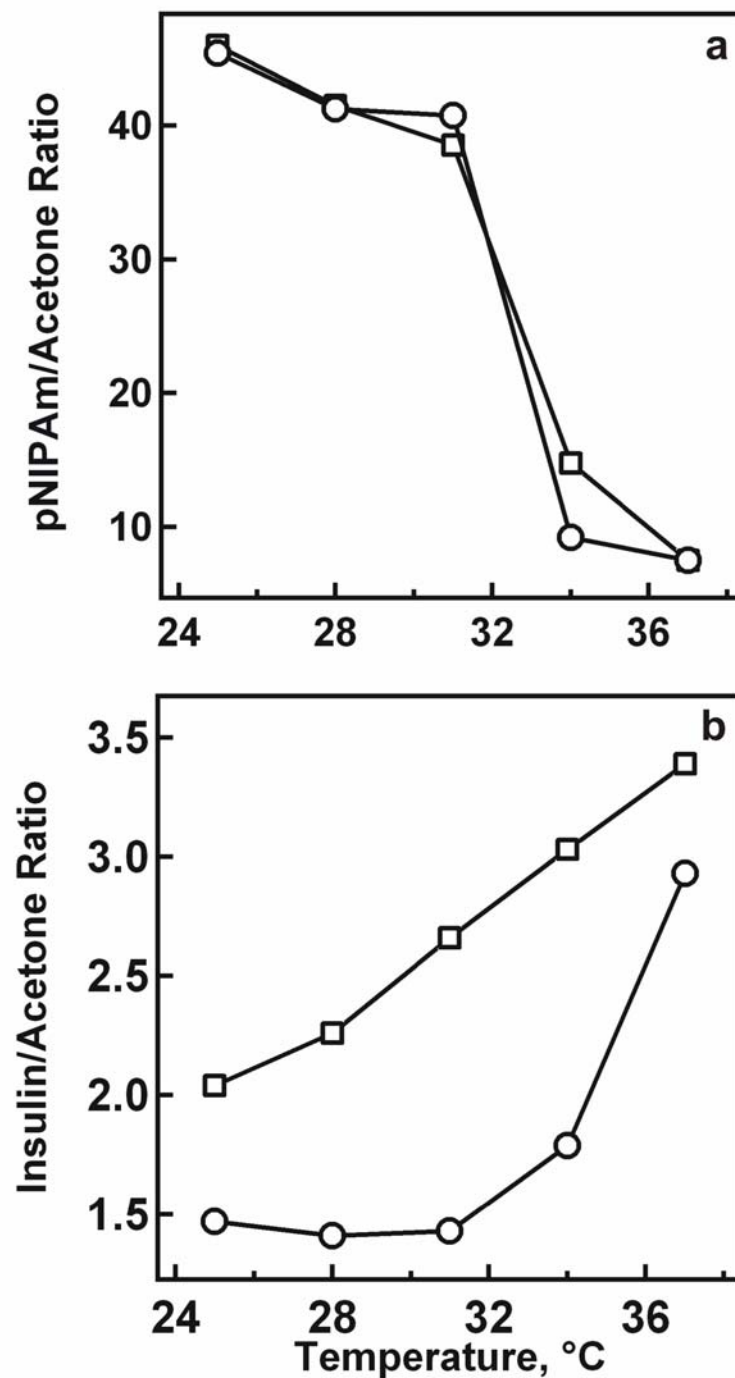 a
pNIPAm/Acetone Ratio
40
30
20
10
24 28 32 36
b
Insulin/Acetone Ratio
3.5
3.0
2.5
2.0
1.5
24 28 32 36
Temperature, °C